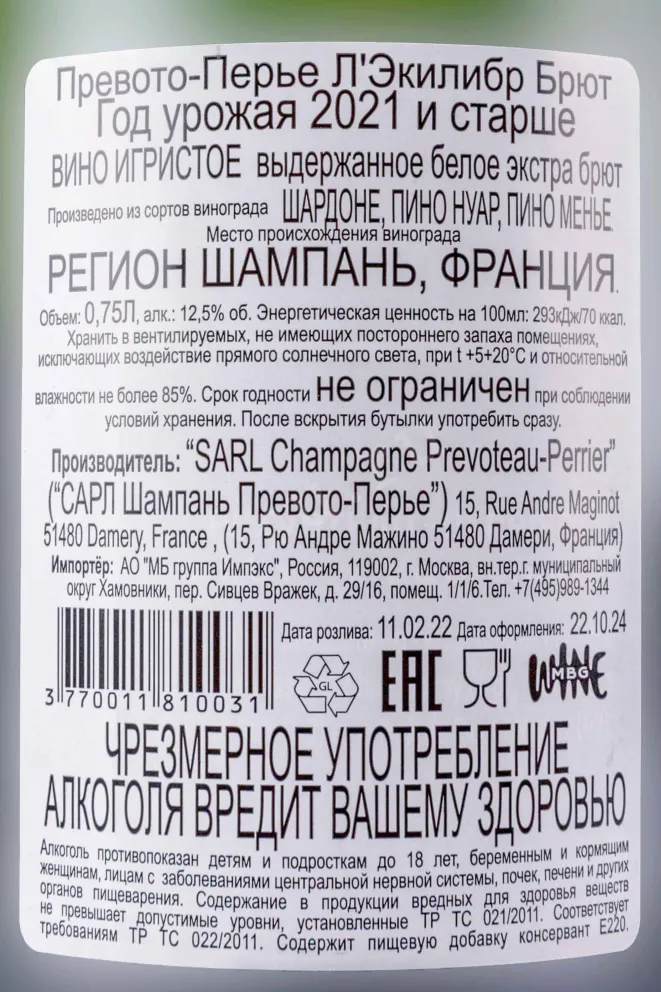 Превото-Перье Л'Экилибр Брют
Год урожая 2021 и старше
ВИНО ИГРИСТОЕ выдержанное белое экстра брют
Произведено из сортов винограда ШАРДОНЕ, ПИНО НУАР, ПИНО МЕНЬЕ.
Место происхождения винограда
РЕГИОН ШАМПАНЬ, ФРАНЦИЯ.
Объем: 0,75Л, алк.: 12,5% об. Энергетическая ценность на 100мл: 293кДж/70 ккал.
Хранить в вентилируемых, не имеющих постороннего запаха помещениях,
исключающих воздействие прямого солнечного света, при t +5+20°С и относительной
влажности не более 85%. Срок годности не ограничен при соблюдении
условий хранения. После вскрытия бутылки употребить сразу.
Производитель: “SARL Champagne Prevoteau-Perrier”
(“САРЛ Шампань Превото-Перье”) 15, Rue Andre Maginot
51480 Damery, France , (15, Рю Андре Мажино 51480 Дамери, Франция)
Импортёр: АО "МБ группа Импэкс", Россия, 119002, г. Москва, вн.тер.г. муниципальный
округ Хамовники, пер. Сивцев Вражек, д. 29/16, помещ. 1/1/6.Тел. +7(495)989-1344
Дата розлива: 11.02.22 Дата оформления: 22.10.24
GL EAC WINE MBG
3 770011 810031
ЧРЕЗМЕРНОЕ УПОТРЕБЛЕНИЕ
АЛКОГОЛЯ ВРЕДИТ ВАШЕМУ ЗДОРОВЬЮ
Алкоголь противопоказан детям и подросткам до 18 лет, беременным и кормящим
женщинам, лицам с заболеваниями центральной нервной системы, почек, печени и других
органов пищеварения. Содержание в продукции вредных для здоровья веществ
не превышает допустимые уровни, установленные ТР ТС 021/2011. Соответствует
требованиям ТР ТС 022/2011. Содержит пищевую добавку консервант Е220.